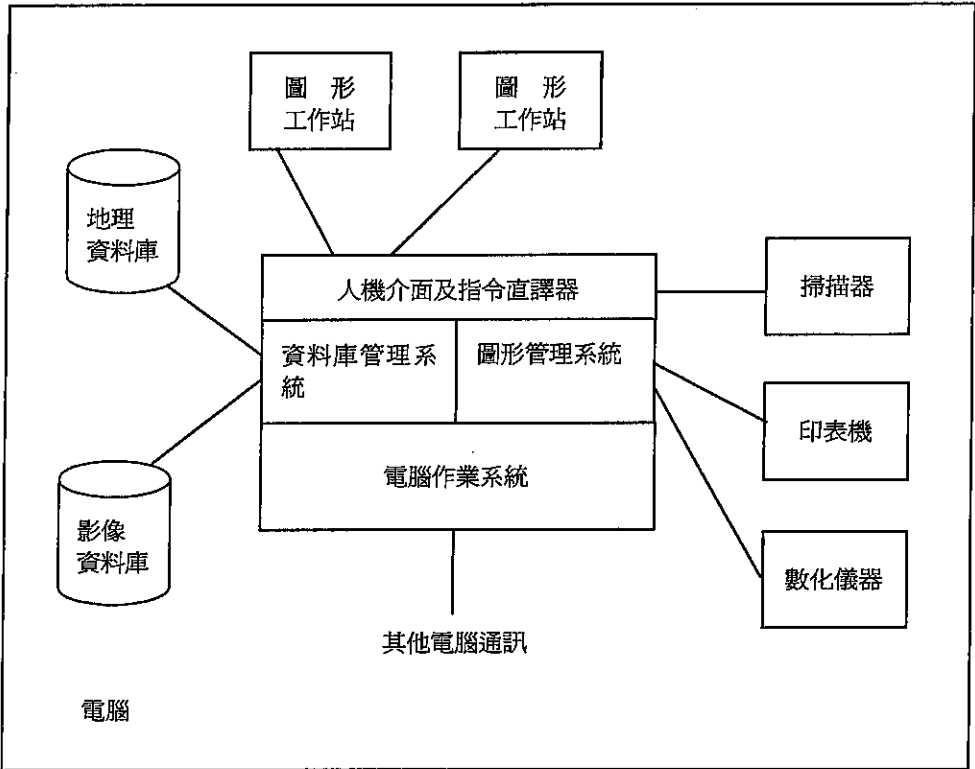 圖 形
工作站
圖 形
工作站
地理
資料庫
人機介面及指令直譯器
掃描器
資料庫管理系
統
圖形管理系統
印表機
電腦作業系統
影像
資料庫
數化儀器
其他電腦通訊
電腦